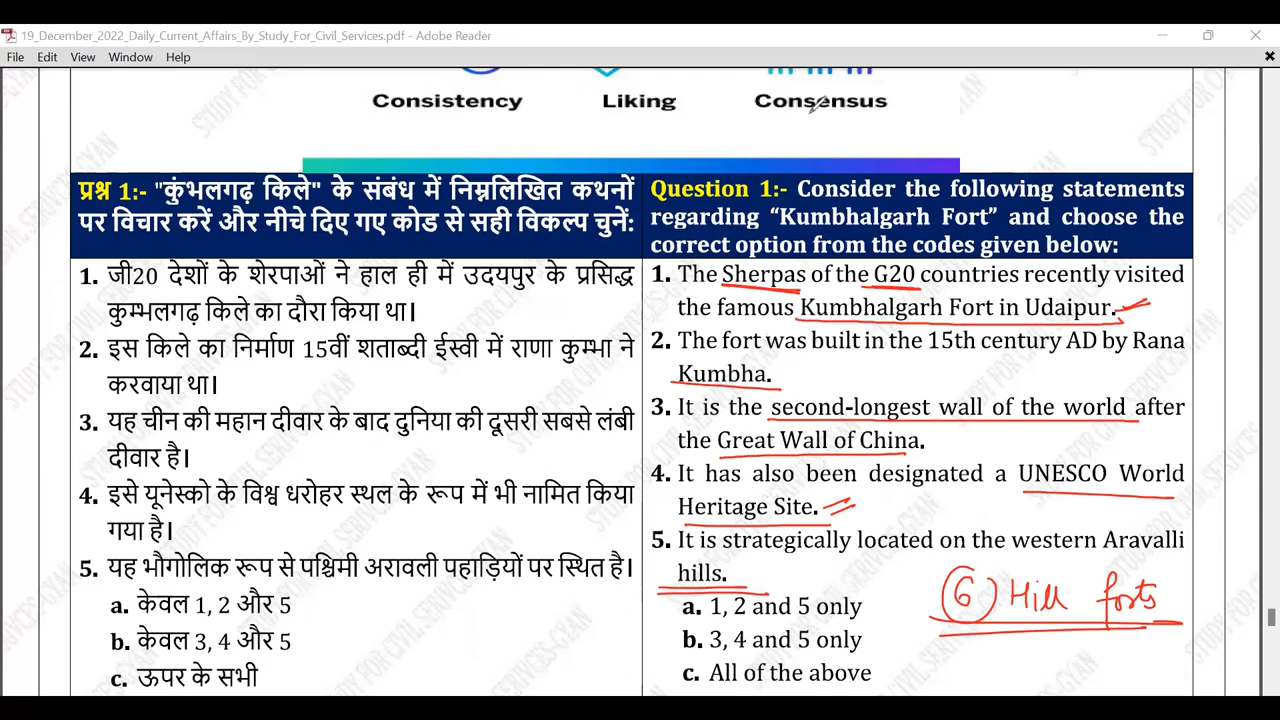 19_December_2022_Daily_Current_Affairs_By_Study_For_Civil_Services.pdf - Adobe Reader
File Edit View Window Help
Consistency Liking Consensus
प्रश्न 1:- "कुंभलगढ़ किले" के संबंध में निम्नलिखित कथनों
पर विचार करें और नीचे दिए गए कोड से सही विकल्प चुनें:
1. जी20 देशों के शेरपाओं ने हाल ही में उदयपुर के प्रसिद्ध
कुम्भलगढ़ किले का दौरा किया था।
2. इस किले का निर्माण 15वीं शताब्दी ईस्वी में राणा कुम्भा ने
करवाया था।
3. यह चीन की महान दीवार के बाद दुनिया की दूसरी सबसे लंबी
दीवार है।
4. इसे यूनेस्को के विश्व धरोहर स्थल के रूप में भी नामित किया
गया है।
5. यह भौगोलिक रूप से पश्चिमी अरावली पहाड़ियों पर स्थित है।
a. केवल 1, 2 और 5
b. केवल 3, 4 और 5
c. ऊपर के सभी
Question 1:- Consider the following statements
regarding “Kumbhalgarh Fort” and choose the
correct option from the codes given below:
1. The Sherpas of the G20 countries recently visited
the famous Kumbhalgarh Fort in Udaipur.
2. The fort was built in the 15th century AD by Rana
Kumbha.
3. It is the second-longest wall of the world after
the Great Wall of China.
4. It has also been designated a UNESCO World
Heritage Site.
5. It is strategically located on the western Aravalli
hills.
a. 1, 2 and 5 only
b. 3, 4 and 5 only
c. All of the above
6 Hill forts
STUDY FOR CIVIL SERVICES-GYAN